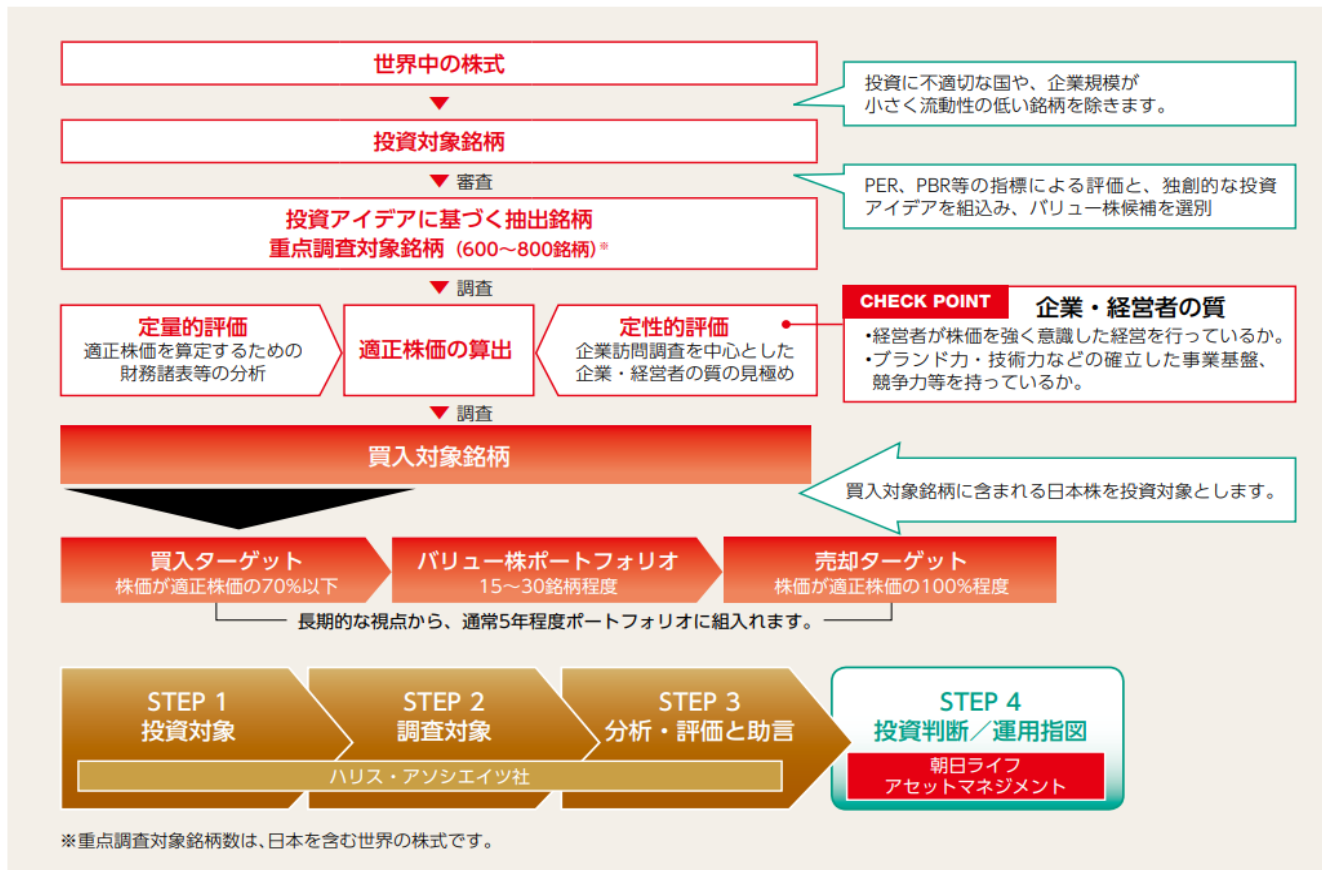 世界中の株式
投資に不適切な国や、企業規模が
小さく流動性の低い銘柄を除きます。
投資対象銘柄
審査
PER、PBR等の指標による評価と、独創的な投資
アイデアを組込み、バリュー株候補を選別
投資アイデアに基づく抽出銘柄
重点調査対象銘柄（600～800銘柄）※
調査
定量的評価
適正株価を算定するための
財務諸表等の分析
適正株価の算出
定性的評価
企業訪問調査を中心とした
企業・経営者の質の見極め
CHECK POINT 企業・経営者の質
・経営者が株価を強く意識した経営を行っているか。
・ブランド力・技術力などの確立した事業基盤、
競争力等を持っているか。
調査
買入対象銘柄
買入対象銘柄に含まれる日本株を投資対象とします。
買入ターゲット
株価が適正株価の70%以下
バリュー株ポートフォリオ
15～30銘柄程度
売却ターゲット
株価が適正株価の100%程度
長期的な視点から、通常5年程度ポートフォリオに組入れます。
STEP 1
投資対象
STEP 2
調査対象
STEP 3
分析・評価と助言
ハリス・アソシエイツ社
STEP 4
投資判断／運用指図
朝日ライフ
アセットマネジメント
※重点調査対象銘柄数は、日本を含む世界の株式です。